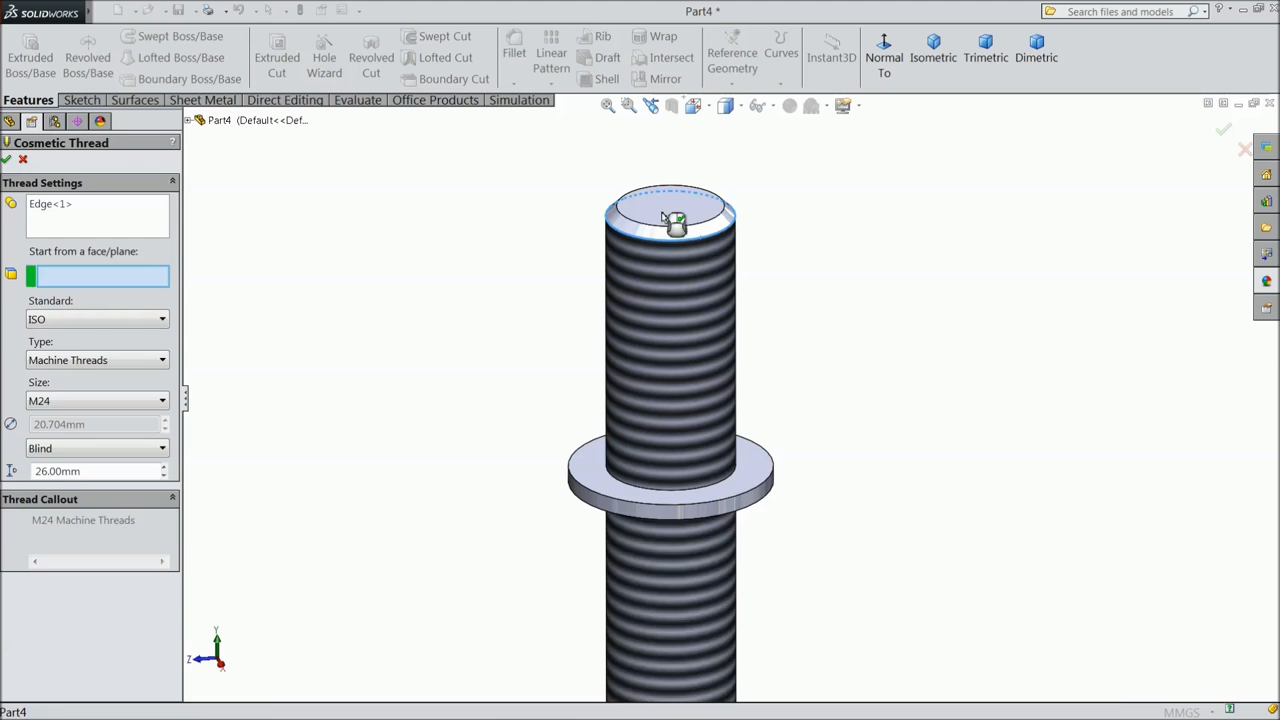 SOLIDWORKS
Part4 *
Search files and models
?
Extruded Boss/Base
Revolved Boss/Base
Swept Boss/Base
Lofted Boss/Base
Boundary Boss/Base
Extruded Cut
Hole Wizard
Revolved Cut
Swept Cut
Lofted Cut
Boundary Cut
Fillet
Linear Pattern
Rib
Draft
Shell
Wrap
Intersect
Mirror
Reference Geometry
Curves
Instant3D
Normal To
Isometric
Trimetric
Dimetric
Features
Sketch
Surfaces
Sheet Metal
Direct Editing
Evaluate
Office Products
Simulation
Part4 (Default<<Def...
Cosmetic Thread
?
Thread Settings
Edge<1>
Start from a face/plane:
Standard:
ISO
Type:
Machine Threads
Size:
M24
20.704mm
Blind
26.00mm
Thread Callout
M24 Machine Threads
Y
Z
X
Part4
MMGS